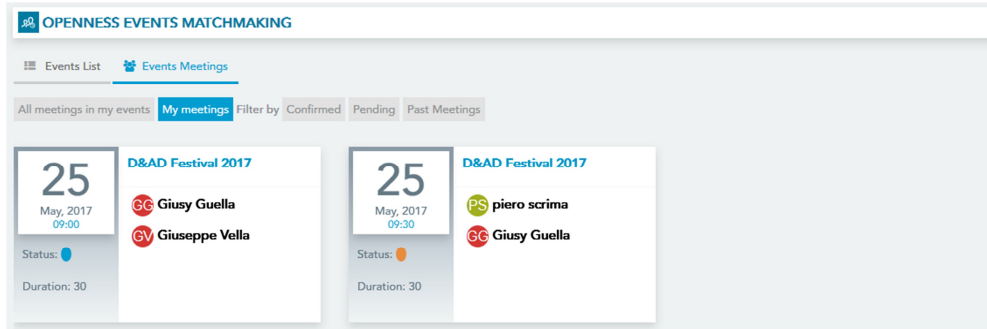 OPENNESS EVENTS MATCHMAKING
Events List Events Meetings
All meetings in my events My meetings Filter by Confirmed Pending Past Meetings
25
May, 2017
09:00
Status:
Duration: 30
D&AD Festival 2017
GG Giusy Guella
GV Giuseppe Vella
25
May, 2017
09:30
Status:
Duration: 30
D&AD Festival 2017
PS piero scrima
GG Giusy Guella